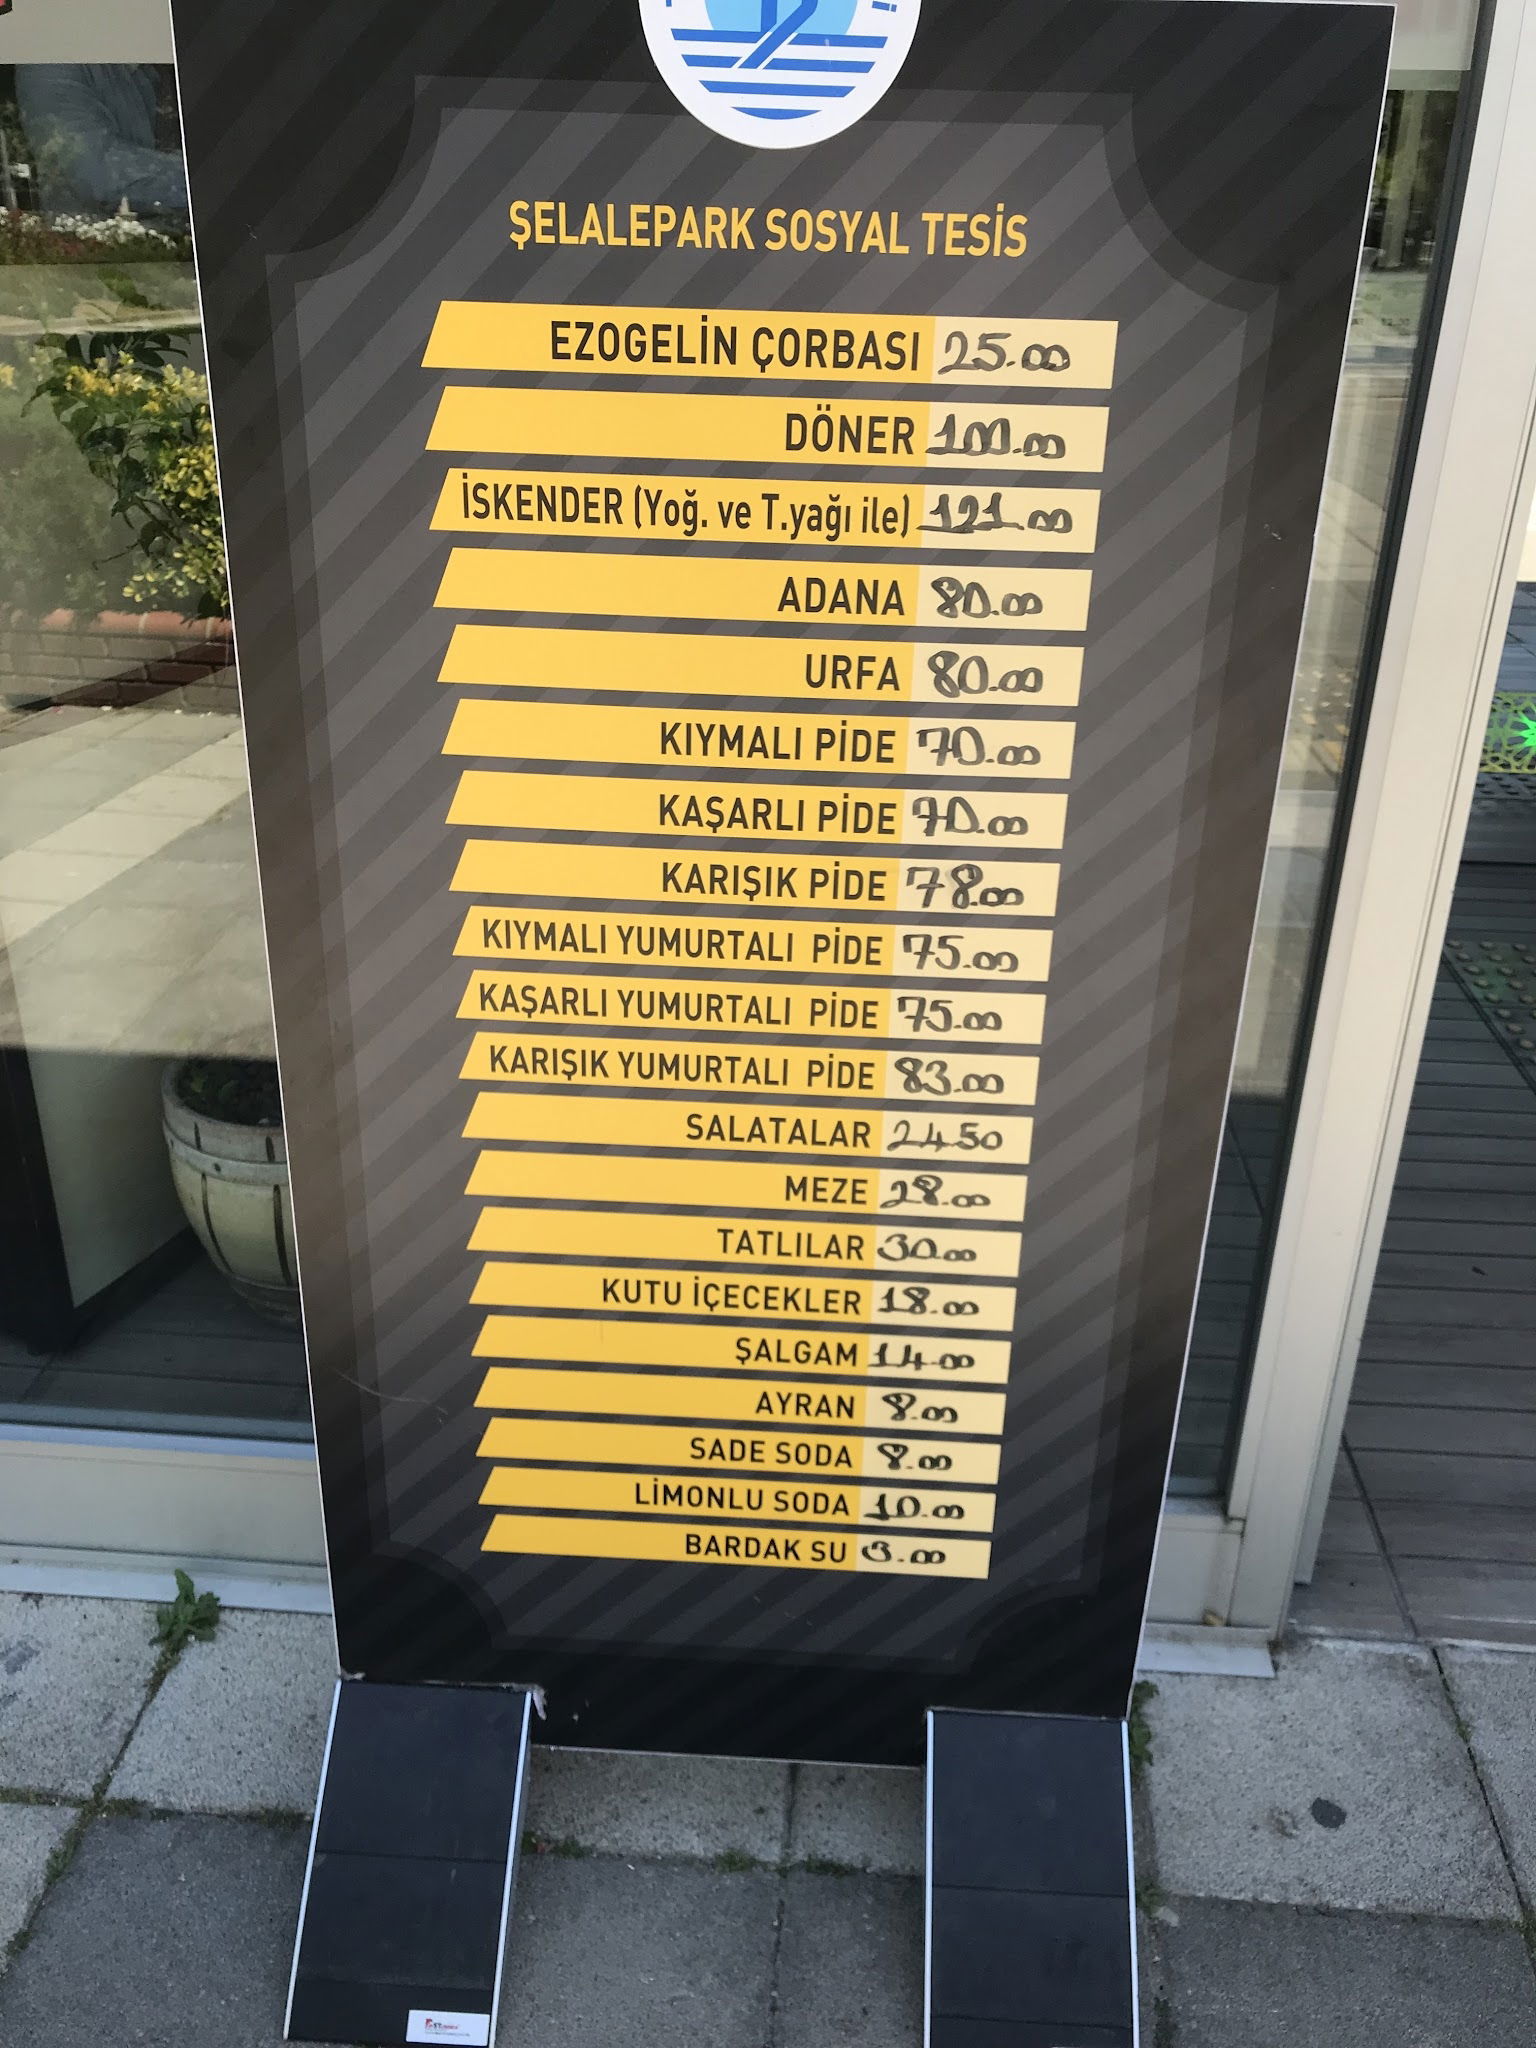 ŞELALEPARK SOSYAL TESİS
EZOGELİN ÇORBASI 25.00
DÖNER 100.00
İSKENDER (Yoğ. ve T.yağı ile) 121.00
ADANA 80.00
URFA 80.00
KIYMALI PİDE 70.00
KAŞARLI PİDE 70.00
KARIŞIK PİDE 78.00
KIYMALI YUMURTALI PİDE 75.00
KAŞARLI YUMURTALI PİDE 75.00
KARIŞIK YUMURTALI PİDE 83.00
SALATALAR 24.50
MEZE 28.00
TATLILAR 30.00
KUTU İÇECEKLER 18.00
ŞALGAM 14.00
AYRAN 8.00
SADE SODA 8.00
LİMONLU SODA 10.00
BARDAK SU 3.00